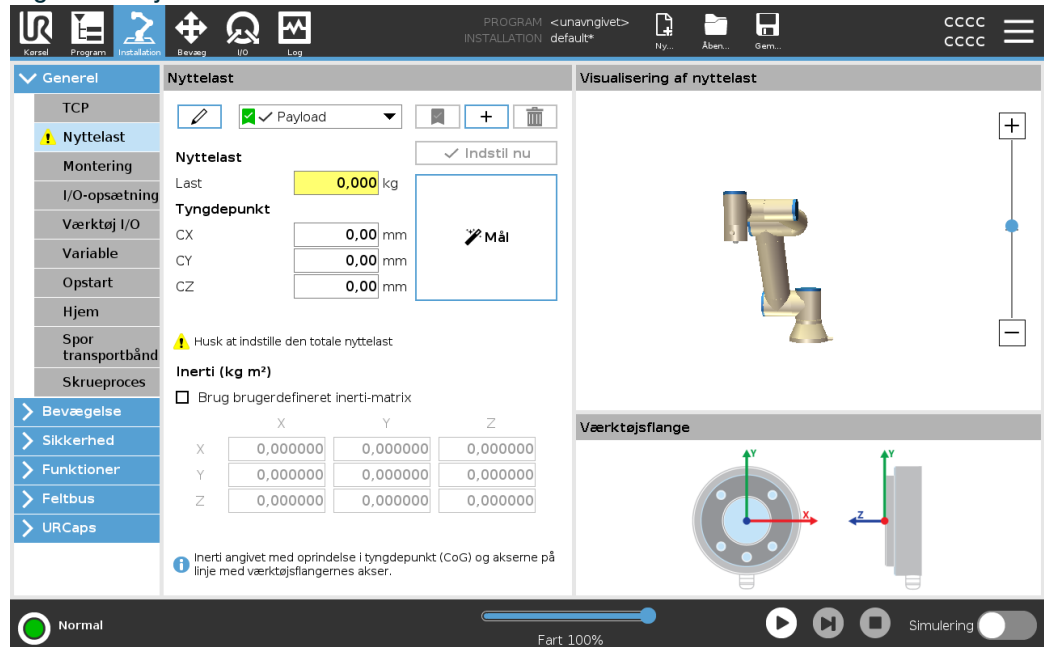 PROGRAM <unavngivet>
INSTALLATION default*
CCCC
CCCC
UR
Kørsel Program Installation Bevæg I/O Log
Ny... Åben... Gem...
Generel
TCP
Nyttelast
Montering
I/O-opsætning
Værktøj I/O
Variable
Opstart
Hjem
Spor
transportbånd
Skrueproces
Bevægelse
Sikkerhed
Funktioner
Feltbus
URCaps
Nyttelast
Payload
Indstil nu
Nyttelast
Last 0,000 kg
Tyngdepunkt
CX 0,00 mm
CY 0,00 mm
CZ 0,00 mm
Mål
Husk at indstille den totale nyttelast
Inerti (kg m²)
Brug brugerdefineret inerti-matrix
X Y Z
X 0,000000 0,000000 0,000000
Y 0,000000 0,000000 0,000000
Z 0,000000 0,000000 0,000000
Inerti angivet med oprindelse i tyngdepunkt (CoG) og akserne på
linje med værktøjsflangernes akser.
Visualisering af nyttelast
Værktøjsflange
Y
X
Y
Z
Normal
Fart 100%
Simulering